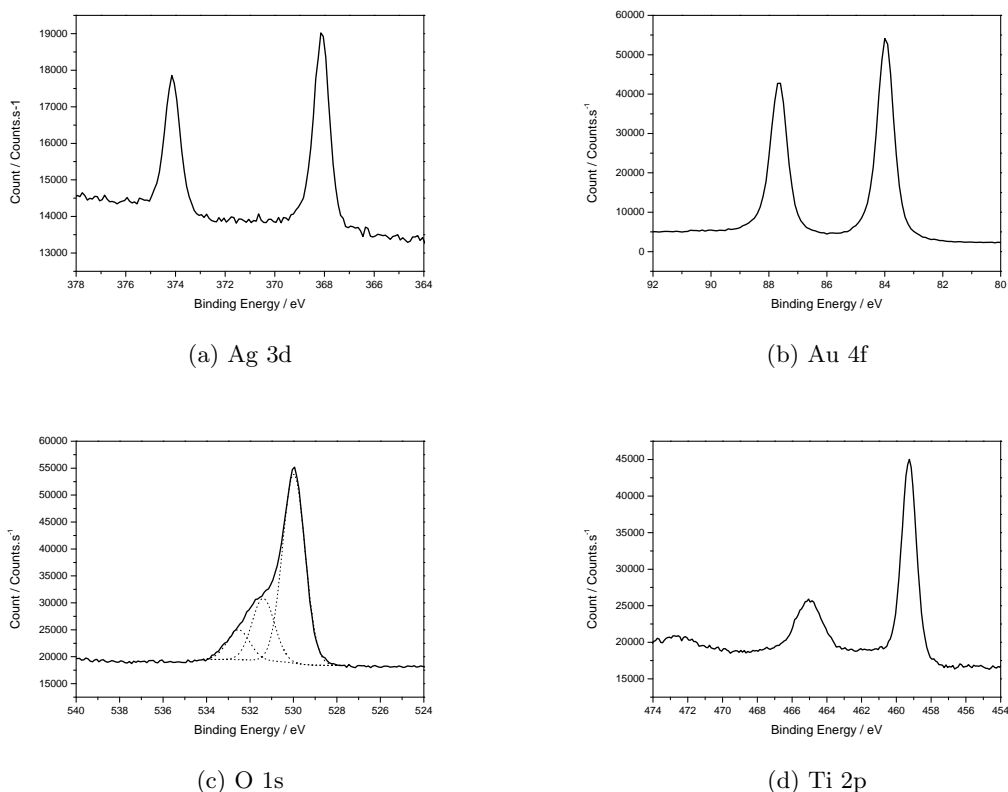 Count / Counts.s-1
19000
18000
17000
16000
15000
14000
13000
378 376 374 372 370 368 366 364
Binding Energy / eV
(a) Ag 3d
Count / Counts.s⁻¹
60000
50000
40000
30000
20000
10000
0
92 90 88 86 84 82 80
Binding Energy / eV
(b) Au 4f
Count / Counts.s⁻¹
60000
55000
50000
45000
40000
35000
30000
25000
20000
15000
540 538 536 534 532 530 528 526 524
Binding Energy / eV
(c) O 1s
Count / Counts.s⁻¹
45000
40000
35000
30000
25000
20000
15000
474 472 470 468 466 464 462 460 458 456 454
Binding Energy / eV
(d) Ti 2p